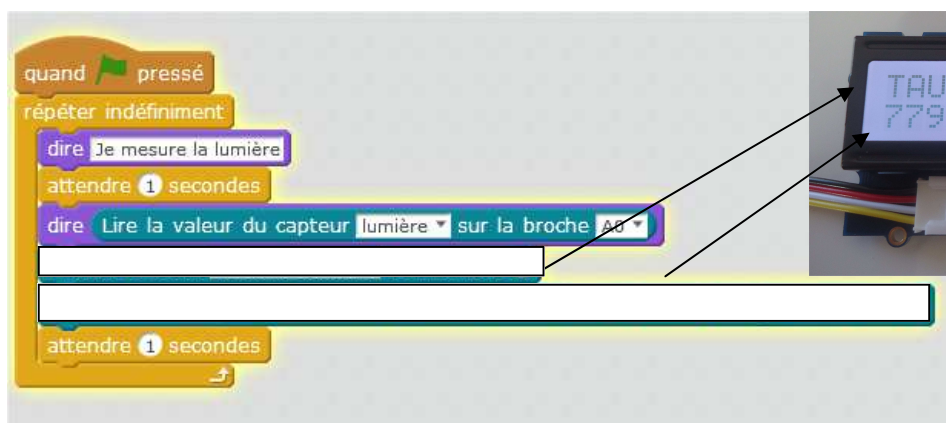 quand pressé
répéter indéfiniment
dire Je mesure la lumière
attendre 1 secondes
dire Lire la valeur du capteur lumière sur la broche A0
attendre 1 secondes
TAU
779